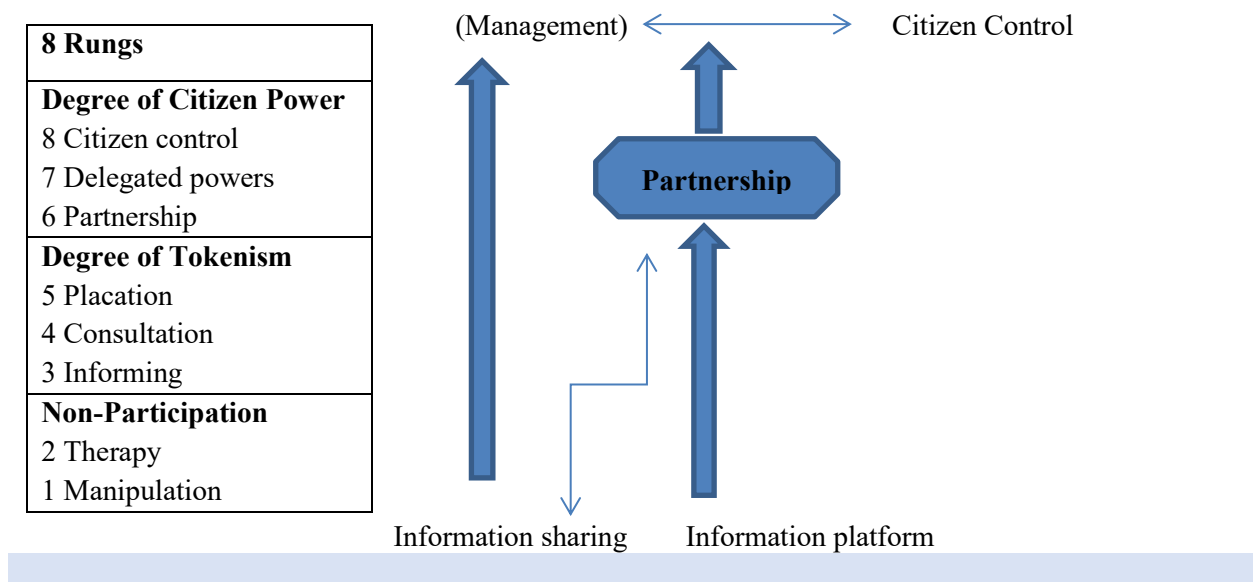 8 Rungs
Degree of Citizen Power
8 Citizen control
7 Delegated powers
6 Partnership
Degree of Tokenism
5 Placation
4 Consultation
3 Informing
Non-Participation
2 Therapy
1 Manipulation
(Management)
Citizen Control
Partnership
Information sharing
Information platform